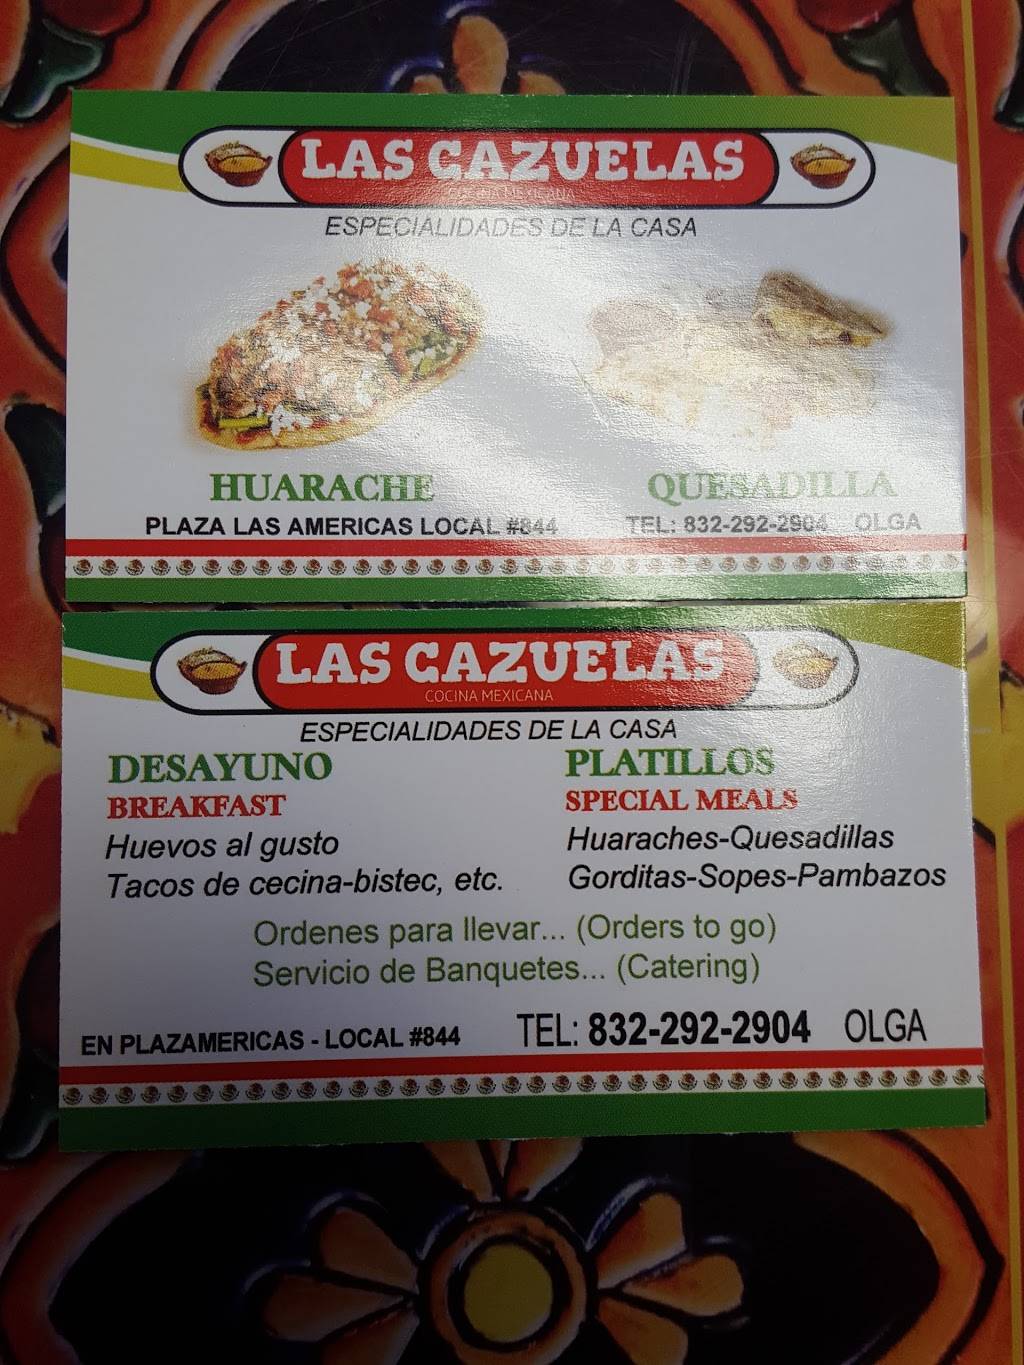 LAS CAZUELAS
COCINA MEXICANA
ESPECIALIDADES DE LA CASA
HUARACHE
QUESADILLA
PLAZA LAS AMERICAS LOCAL #844
TEL: 832-292-2904 OLGA
LAS CAZUELAS
COCINA MEXICANA
ESPECIALIDADES DE LA CASA
DESAYUNO
BREAKFAST
Huevos al gusto
Tacos de cecina-bistec, etc.
PLATILLOS
SPECIAL MEALS
Huaraches-Quesadillas
Gorditas-Sopes-Pambazos
Ordenes para llevar... (Orders to go)
Servicio de Banquetes... (Catering)
EN PLAZAMERICAS - LOCAL #844
TEL: 832-292-2904 OLGA